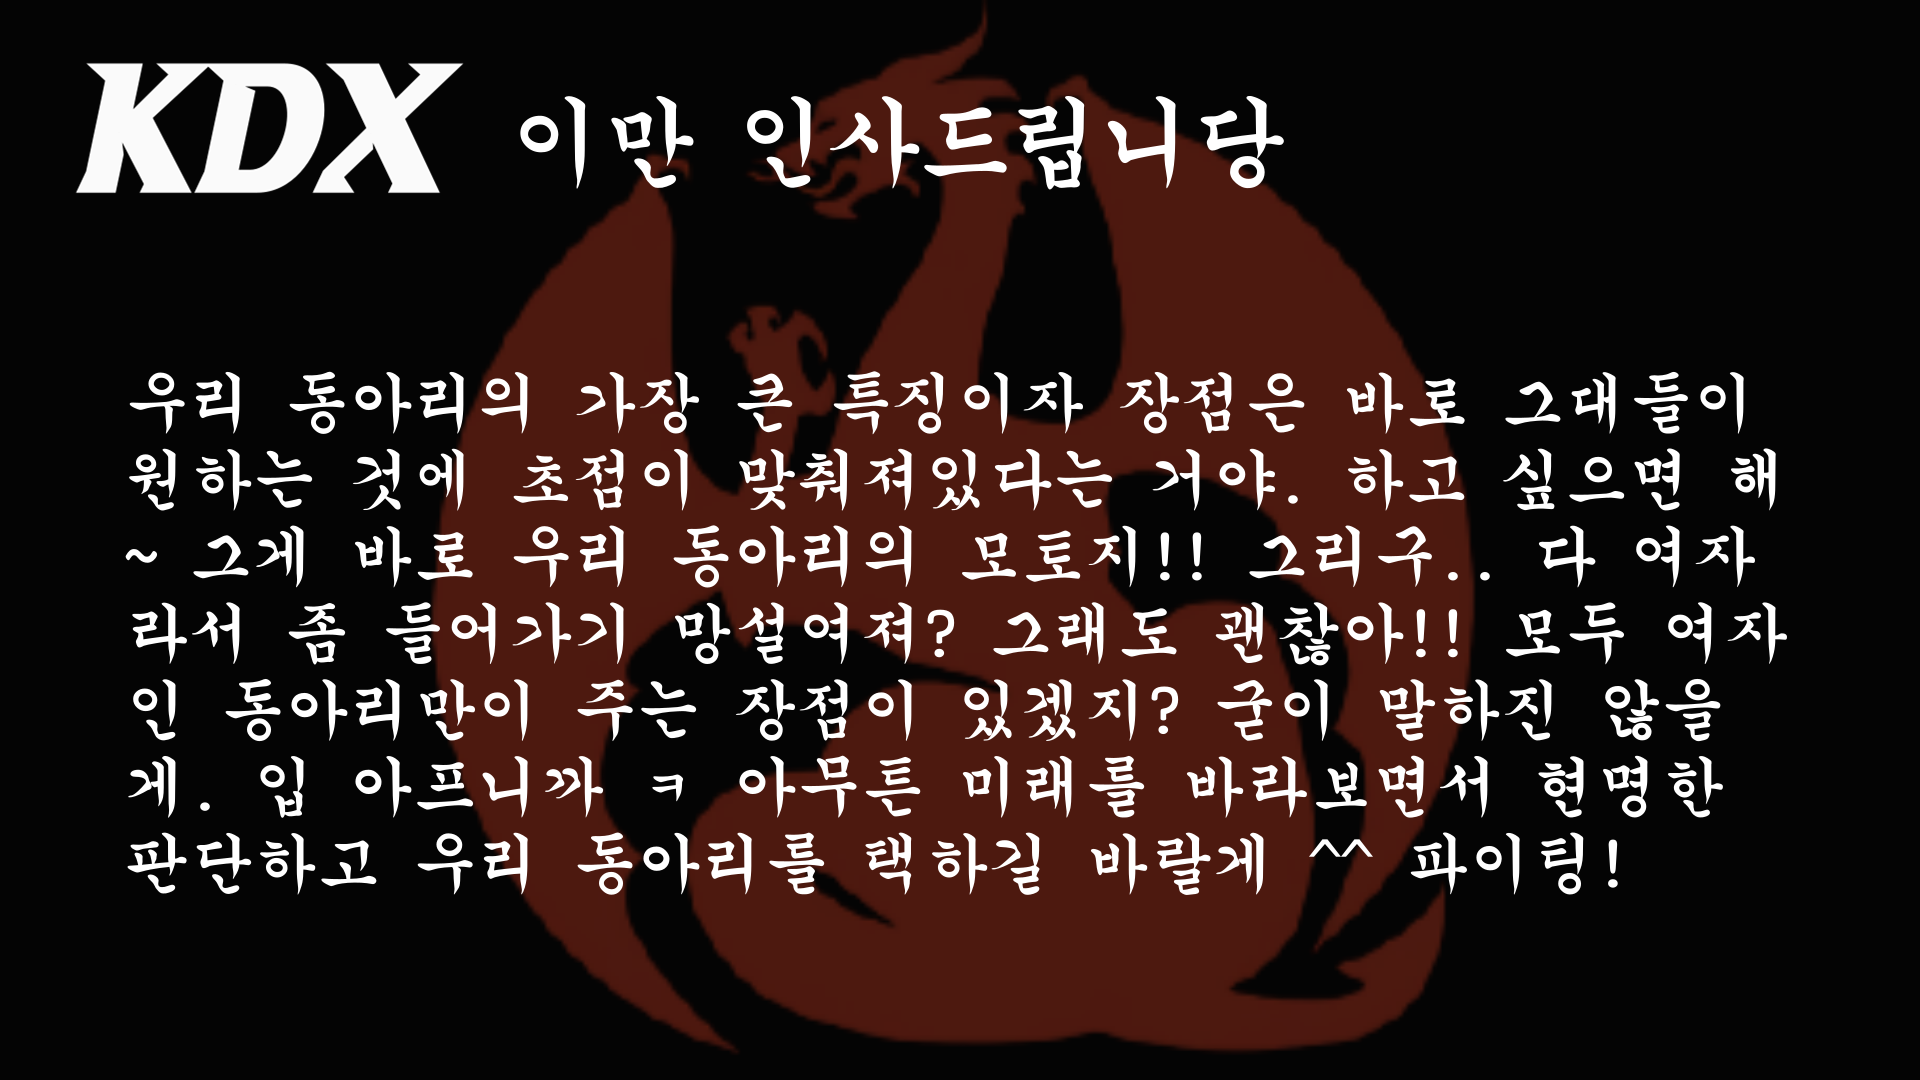 KDX 이만 인사드립니당
우리 동아리의 가장 큰 특징이자 장점은 바로 그대들이
원하는 것에 초점이 맞춰져있다는 거야. 하고 싶으면 해
~ 그게 바로 우리 동아리의 모토지!! 그리구.. 다 여자
라서 좀 들어가기 망설여져? 그래도 괜찮아!! 모두 여자
인 동아리만이 주는 장점이 있겠지? 굳이 말하진 않을
게. 입 아프니까 ㅋ 아무튼 미래를 바라보면서 현명한
판단하고 우리 동아리를 택하길 바랄게 ^^ 파이팅!